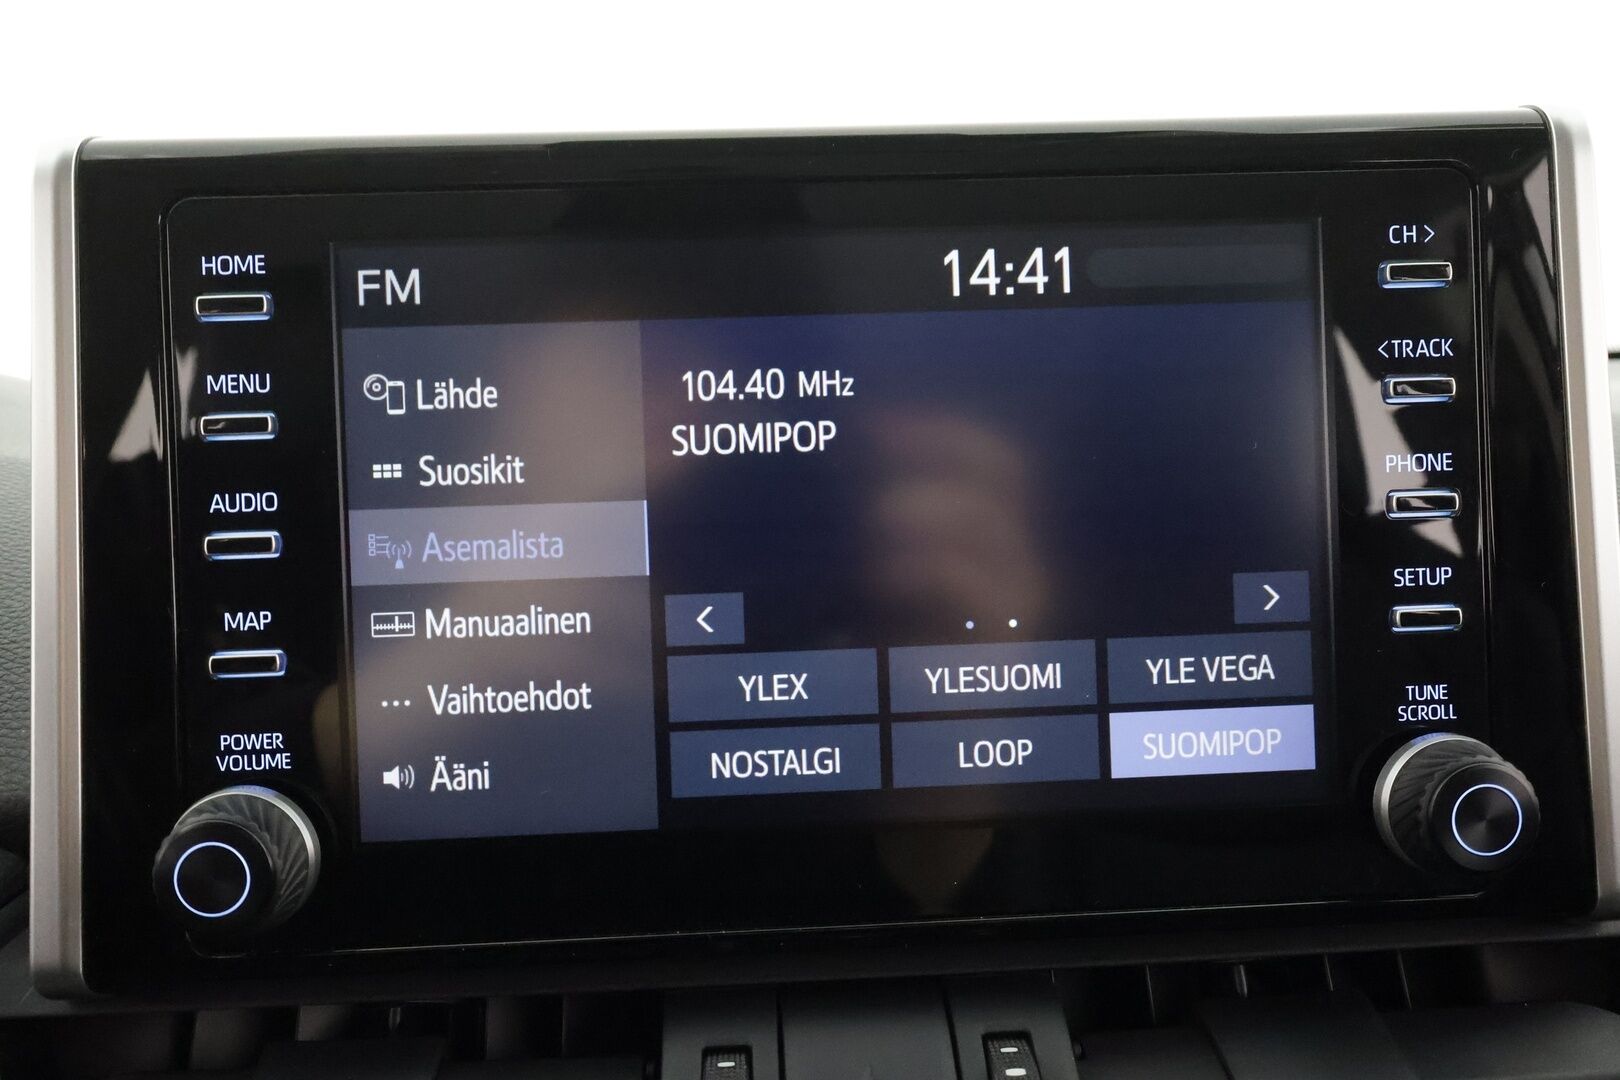 HOME
MENU
AUDIO
MAP
POWER
VOLUME
FM
14:41
Lähde
Suosikit
Asemalista
Manuaalinen
Vaihtoehdot
Ääni
104.40 MHz
SUOMIPOP
< >
YLEX YLESUOMI YLE VEGA
NOSTALGI LOOP SUOMIPOP
CH >
< TRACK
PHONE
SETUP
TUNE
SCROLL